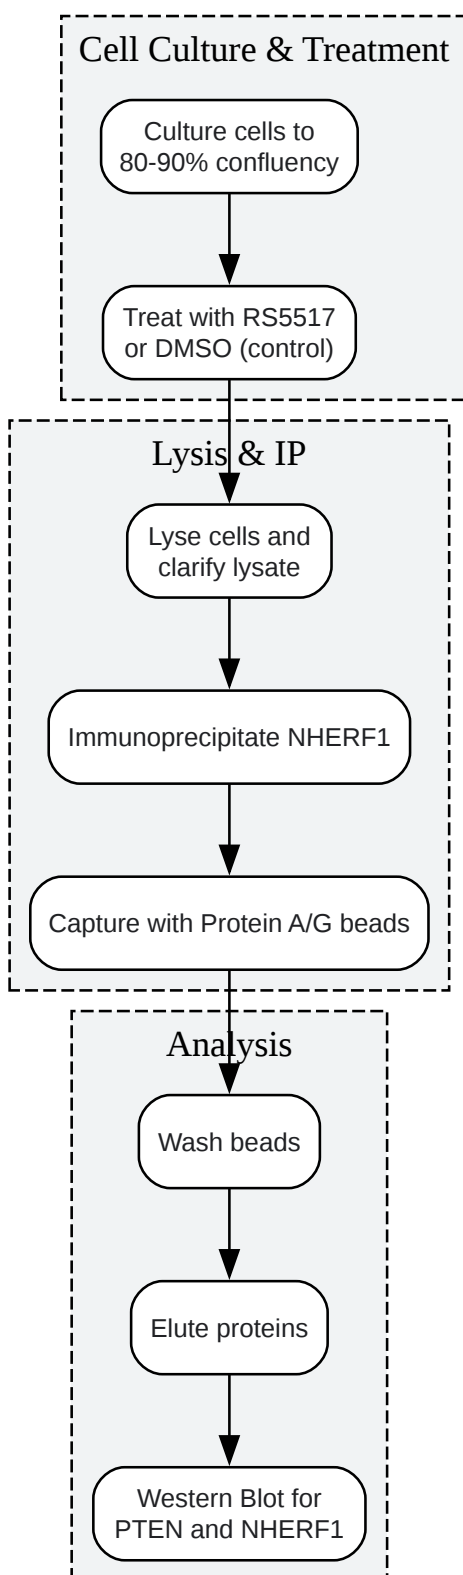 Cell Culture & Treatment
Culture cells to
80-90% confluency
Treat with RS5517
or DMSO (control)
Lysis & IP
Lyse cells and
clarify lysate
Immunoprecipitate NHERF1
Capture with Protein A/G beads
Analysis
Wash beads
Elute proteins
Western Blot for
PTEN and NHERF1